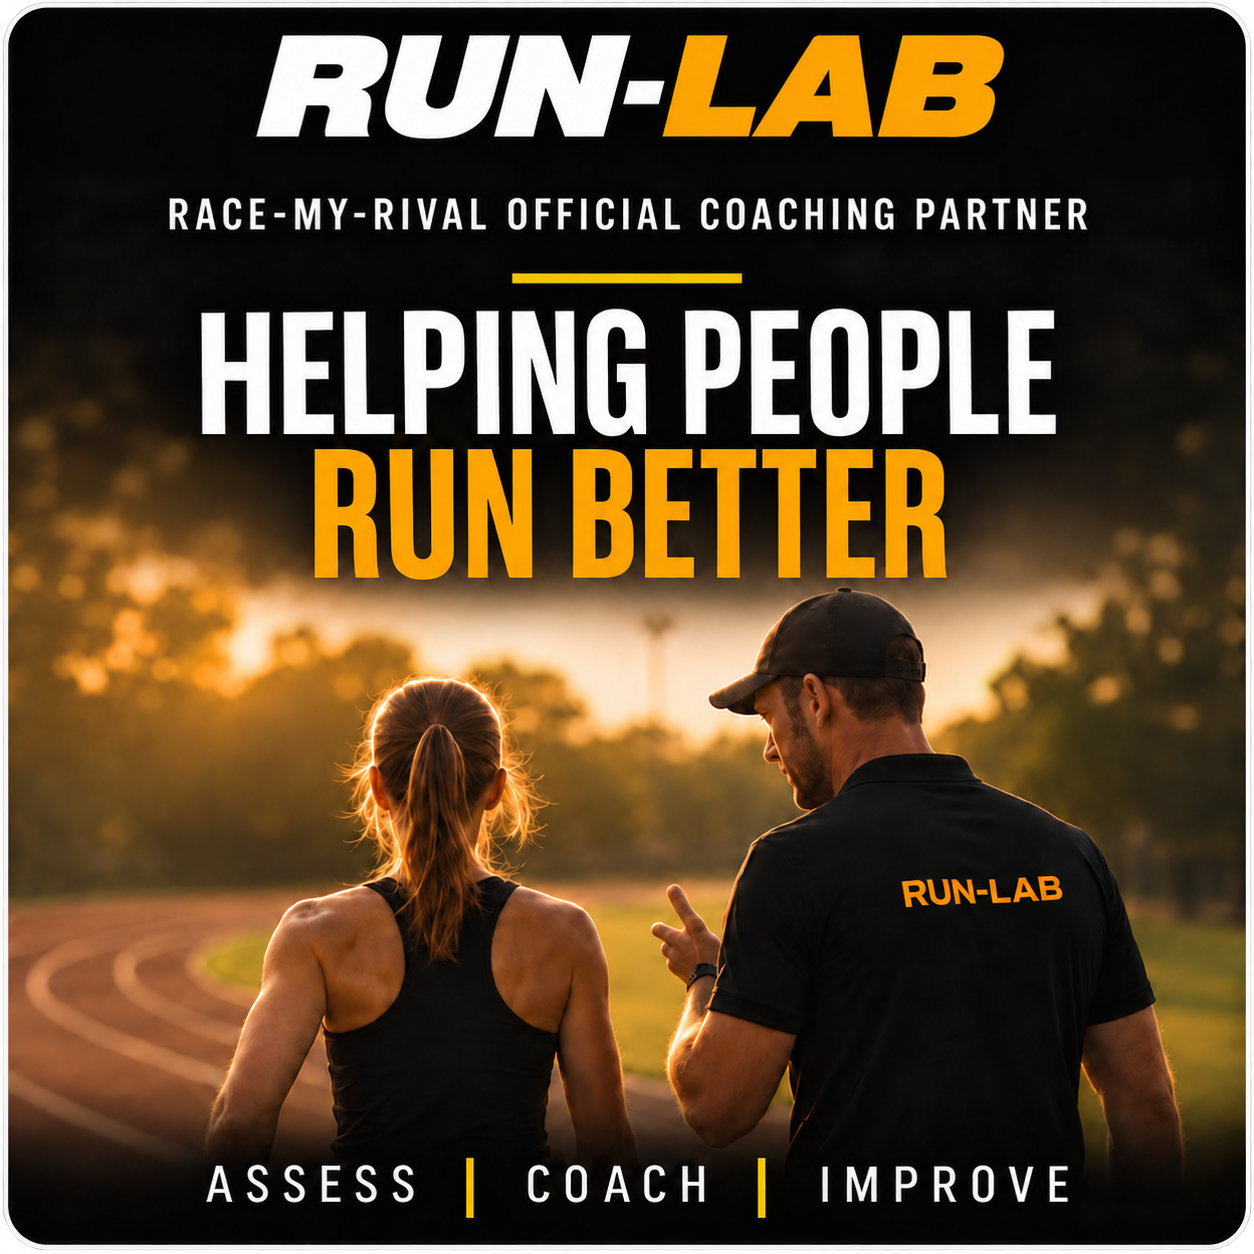 RUN-LAB
RACE-MY-RIVAL OFFICIAL COACHING PARTNER
HELPING PEOPLE
RUN BETTER
RUN-LAB
ASSESS | COACH | IMPROVE